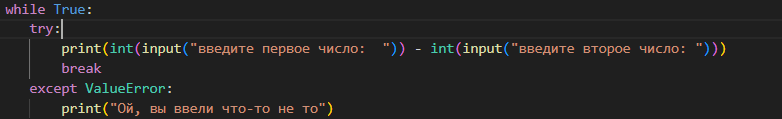 while True:
    try:
        print(int(input("введите первое число:  ")) - int(input("введите второе число: ")))
        break
    except ValueError:
        print("Ой, вы ввели что-то не то")